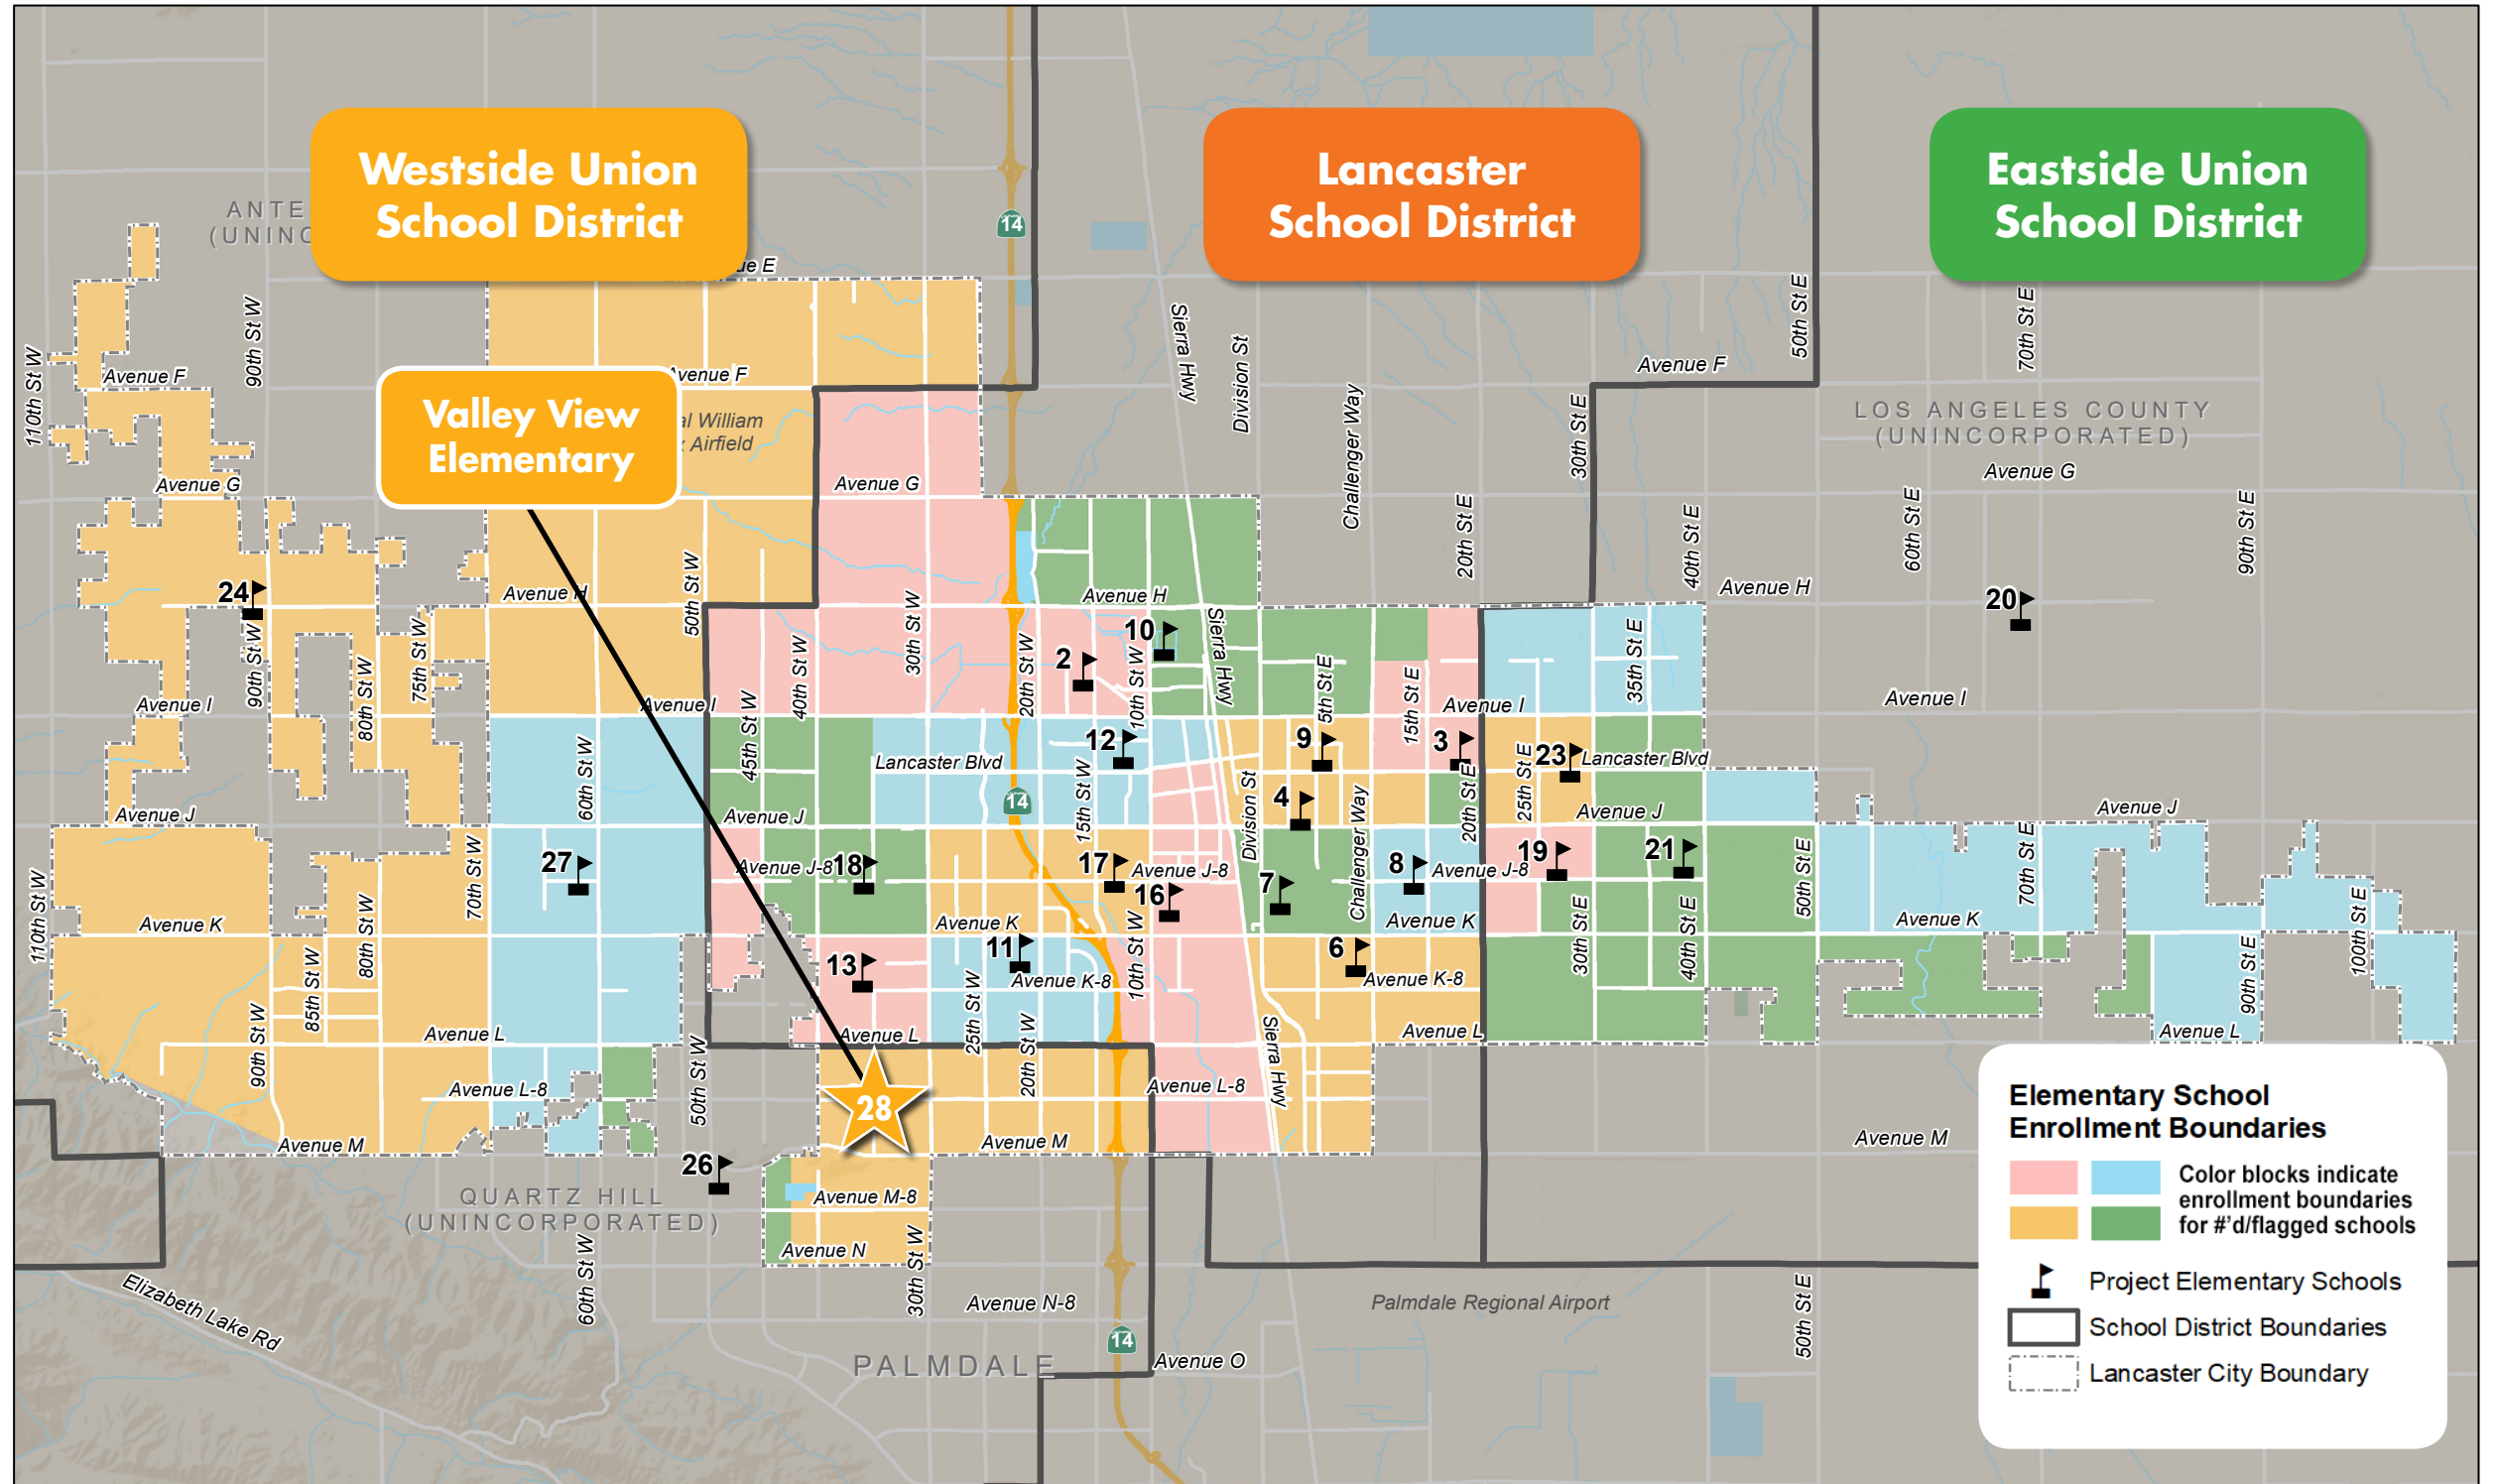 Westside Union
School District
Lancaster
School District
Eastside Union
School District
Valley View
Elementary
ANTE
(UNINC
ue E
14
Avenue F
Avenue F
al William
Airfield
Avenue F
LOS ANGELES COUNTY
(UNINCORPORATED)
110th St W
90th St W
Sierra Hwy
Division St
Challenger Way
30th St E
50th St E
70th St E
Avenue G
Avenue G
Avenue G
20th St E
40th St E
60th St E
90th St E
24
Avenue H
50th St W
30th St W
Avenue H
Avenue H
20
90th St W
80th St W
75th St W
40th St W
20th St W
2
10
10th St W
Sierra Hwy
5th St E
15th St E
35th St E
Avenue I
Avenue I
Avenue I
Avenue I
60th St W
45th St W
Lancaster Blvd
12
9
3
25th St E
23
Lancaster Blvd
14
15th St W
Division St
4
Challenger Way
20th St E
Avenue J
Avenue J
Avenue J
Avenue J
27
70th St W
Avenue J-8
18
17
Avenue J-8
16
7
8
Avenue J-8
19
21
50th St E
70th St E
110th St W
Avenue K
80th St W
Avenue K
10th St W
Avenue K
30th St E
40th St E
Avenue K
100th St E
85th St W
13
11
Avenue K-8
6
Avenue K-8
90th St E
90th St W
Avenue L
Avenue L
25th St W
20th St W
Sierra Hwy
Avenue L
Avenue L
Avenue L-8
50th St W
28
Avenue L-8
Avenue M
Avenue M
Avenue M
26
QUARTZ HILL
(UNINCORPORATED)
Avenue M-8
Avenue N
60th St W
30th St W
Avenue N-8
Palmdale Regional Airport
50th St E
Elizabeth Lake Rd
14
PALMDALE
Avenue O
Elementary School
Enrollment Boundaries
Color blocks indicate
enrollment boundaries
for #'d/flagged schools
Project Elementary Schools
School District Boundaries
Lancaster City Boundary